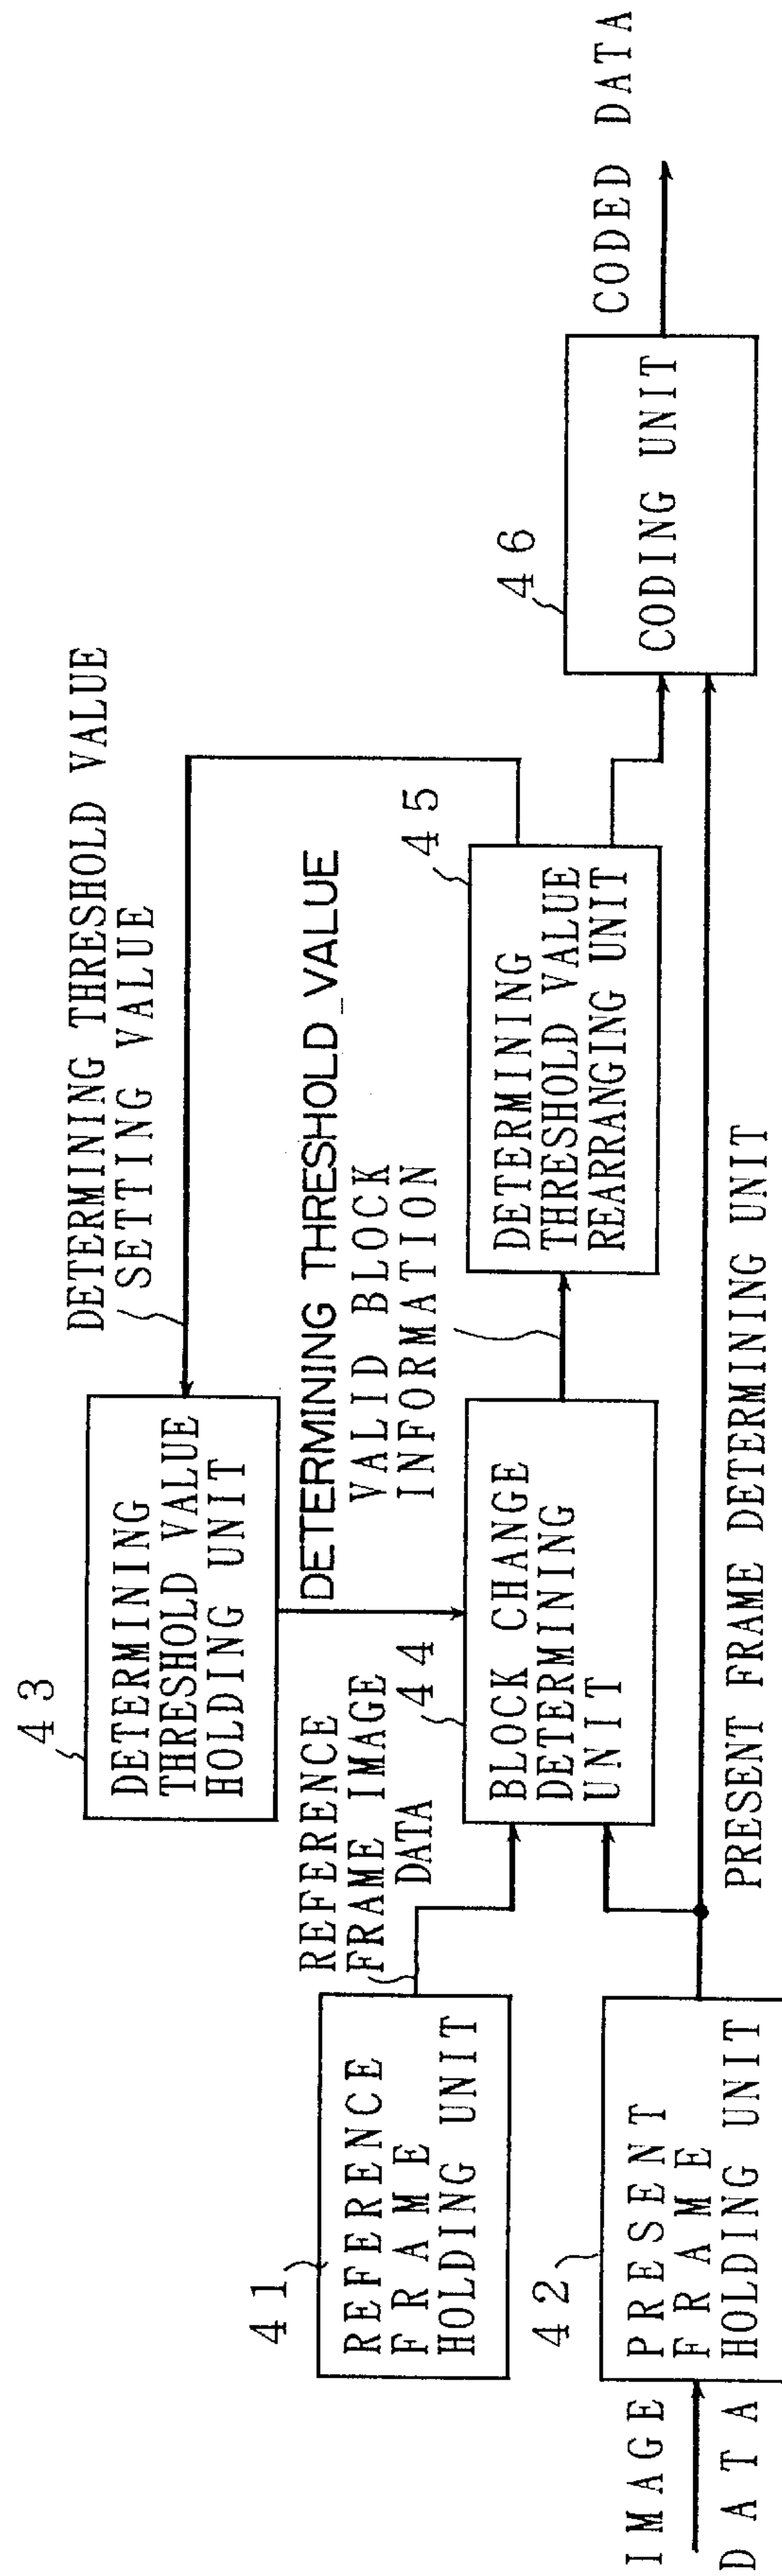 IMAGE
DATA
41
REFERENCE
FRAME
HOLDING UNIT
42
PRESENT
FRAME
HOLDING UNIT
REFERENCE
FRAME IMAGE
DATA
43
DETERMINING
THRESHOLD VALUE
HOLDING UNIT
44
BLOCK CHANGE
DETERMINING
UNIT
DETERMINING THRESHOLD VALUE
SETTING VALUE
DETERMINING THRESHOLD VALUE
VALID BLOCK
INFORMATION
45
DETERMINING
THRESHOLD VALUE
REARRANGING UNIT
PRESENT FRAME DETERMINING UNIT
46
CODING UNIT
CODED DATA